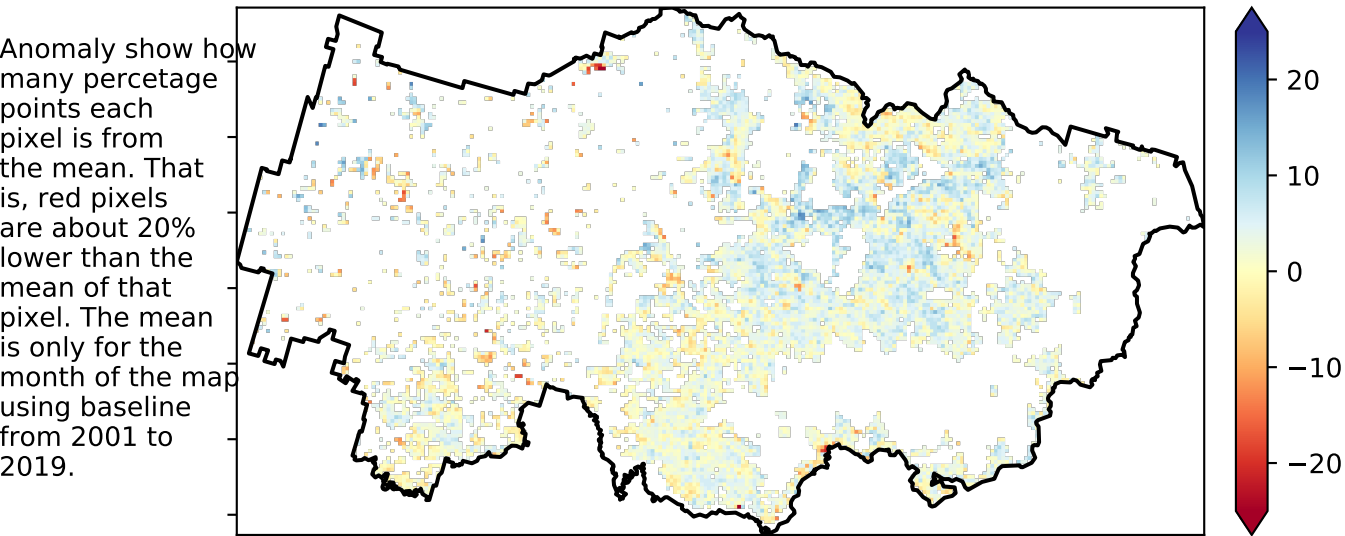 Anomaly show how
many percetage
points each
pixel is from
the mean. That
is, red pixels
are about 20%
lower than the
mean of that
pixel. The mean
is only for the
month of the map
using baseline
from 2001 to
2019.
20
10
0
−10
−20